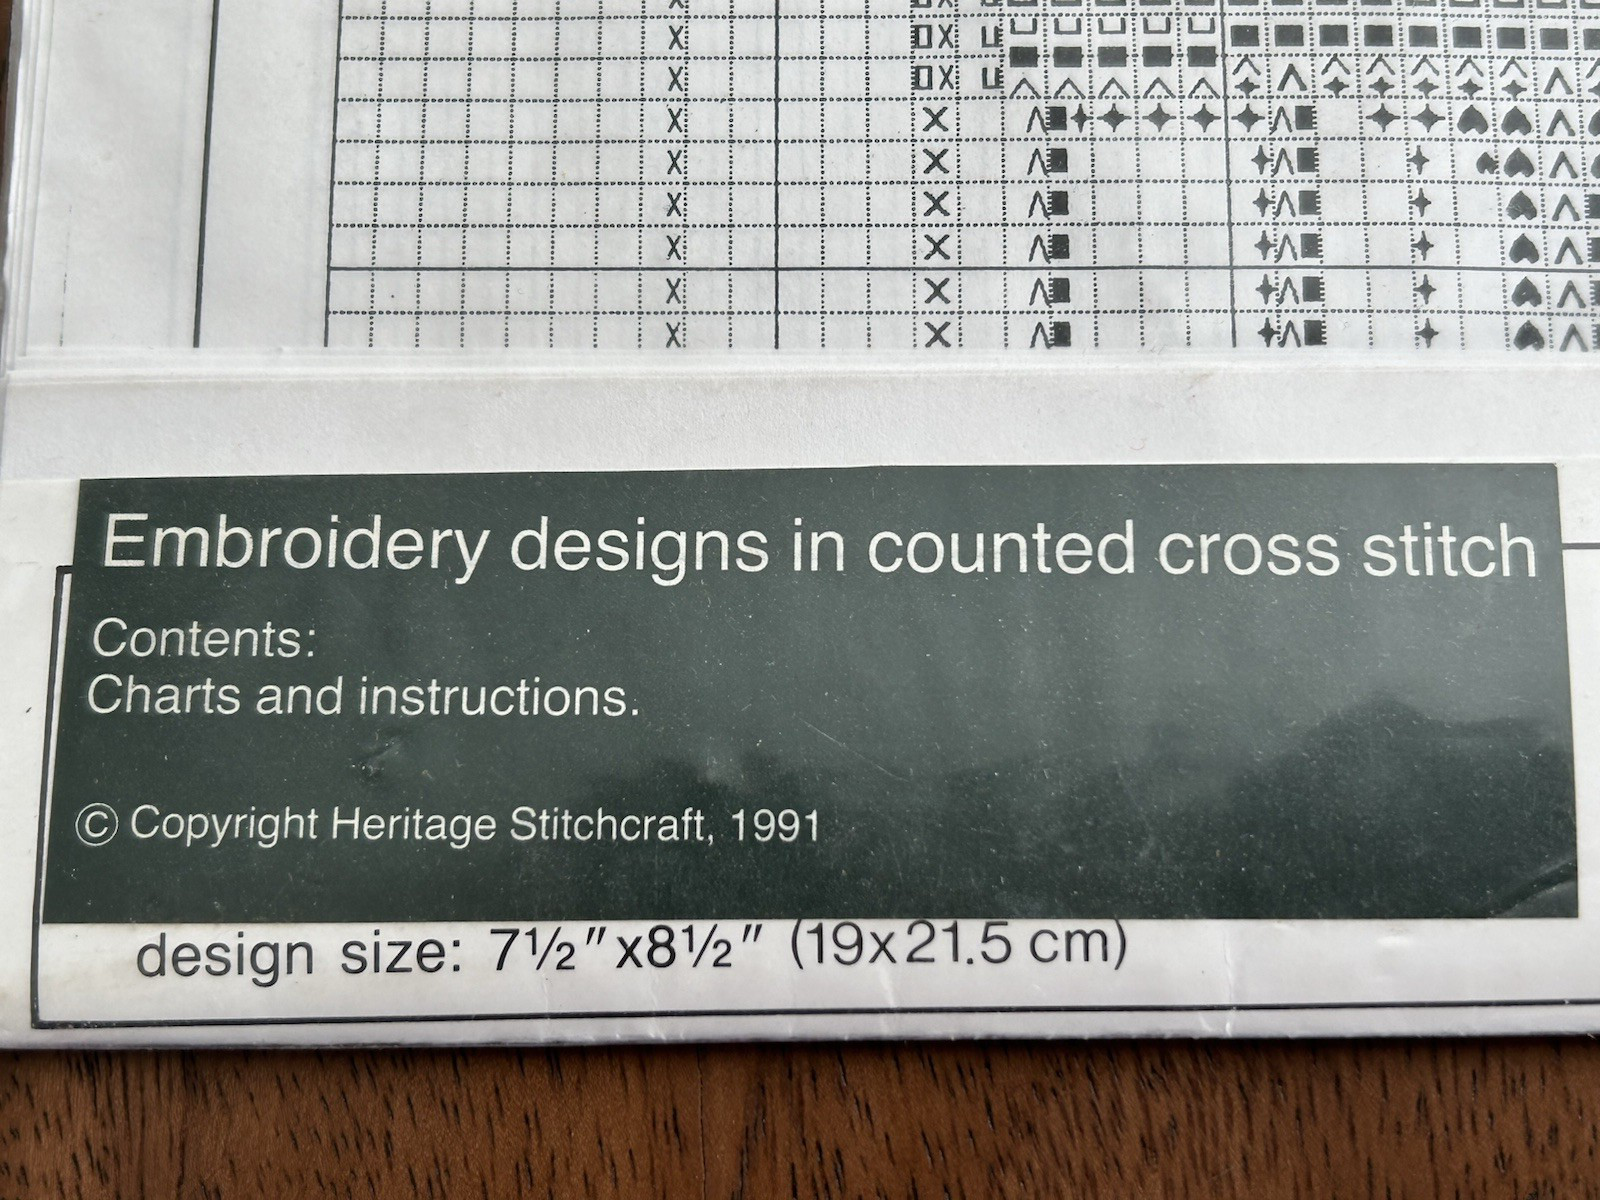 Embroidery designs in counted cross stitch
Contents:
Charts and instructions.
© Copyright Heritage Stitchcraft, 1991
design size: 7½″x8½″ (19x21.5 cm)